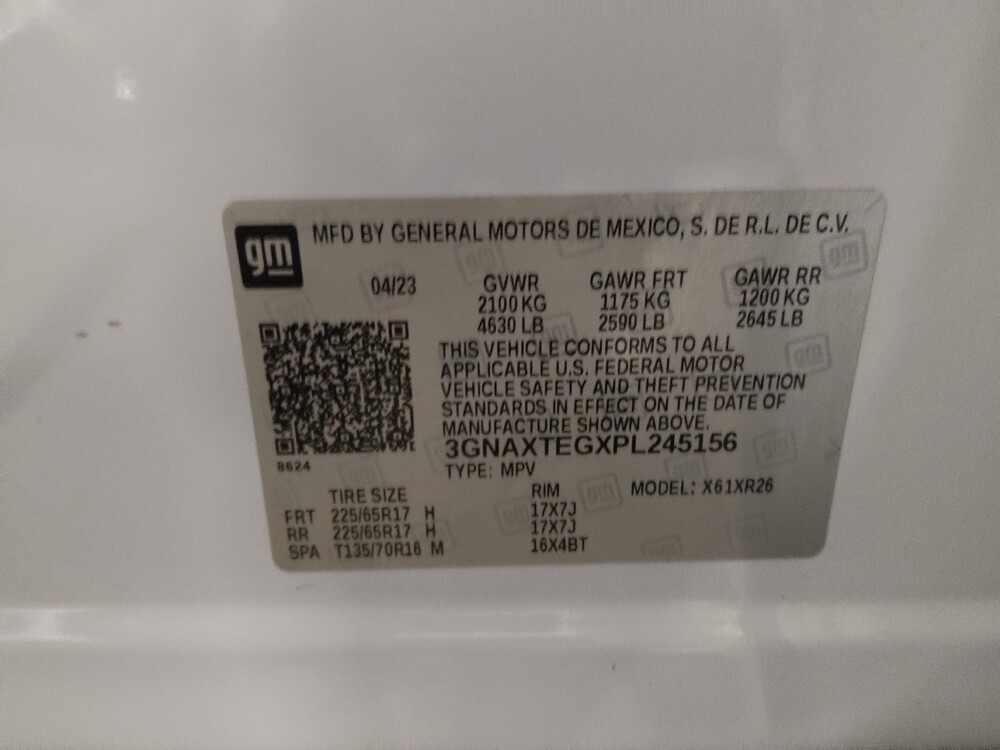 gm
MFD BY GENERAL MOTORS DE MEXICO, S. DE R.L. DE C.V.
04/23 GVWR GAWR FRT GAWR RR
2100 KG 1175 KG 1200 KG
4630 LB 2590 LB 2645 LB
THIS VEHICLE CONFORMS TO ALL
APPLICABLE U.S. FEDERAL MOTOR
VEHICLE SAFETY AND THEFT PREVENTION
STANDARDS IN EFFECT ON THE DATE OF
MANUFACTURE SHOWN ABOVE.
3GNAXTEGXPL245156
8624
TYPE: MPV
TIRE SIZE RIM MODEL: X61XR26
FRT 225/65R17 H 17X7J
RR 225/65R17 H 17X7J
SPA T135/70R16 M 16X4BT